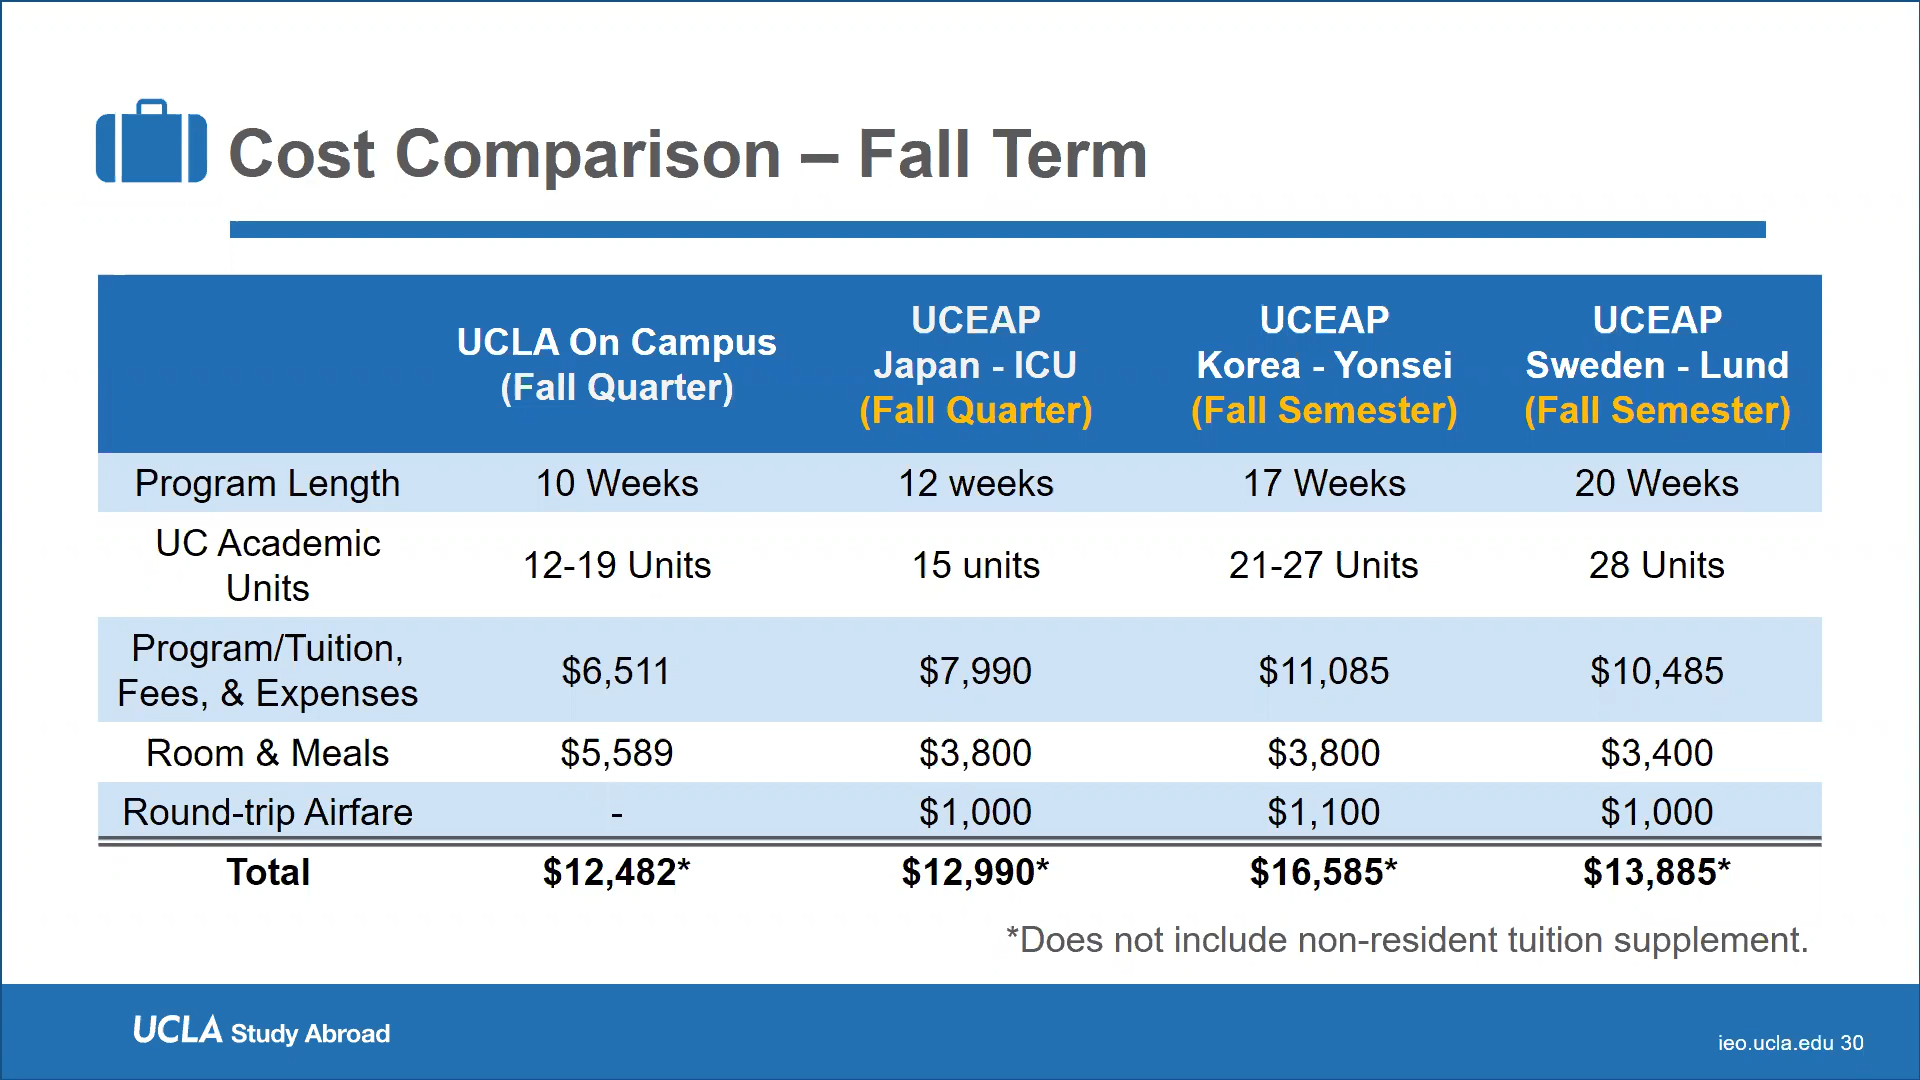 Cost Comparison – Fall Term
UCLA On Campus
(Fall Quarter)
UCEAP
Japan - ICU
(Fall Quarter)
UCEAP
Korea - Yonsei
(Fall Semester)
UCEAP
Sweden - Lund
(Fall Semester)
Program Length 10 Weeks 12 weeks 17 Weeks 20 Weeks
UC Academic
Units
12-19 Units 15 units 21-27 Units 28 Units
Program/Tuition,
Fees, & Expenses
$6,511 $7,990 $11,085 $10,485
Room & Meals $5,589 $3,800 $3,800 $3,400
Round-trip Airfare - $1,000 $1,100 $1,000
Total $12,482* $12,990* $16,585* $13,885*
*Does not include non-resident tuition supplement.
UCLA Study Abroad
ieo.ucla.edu 30